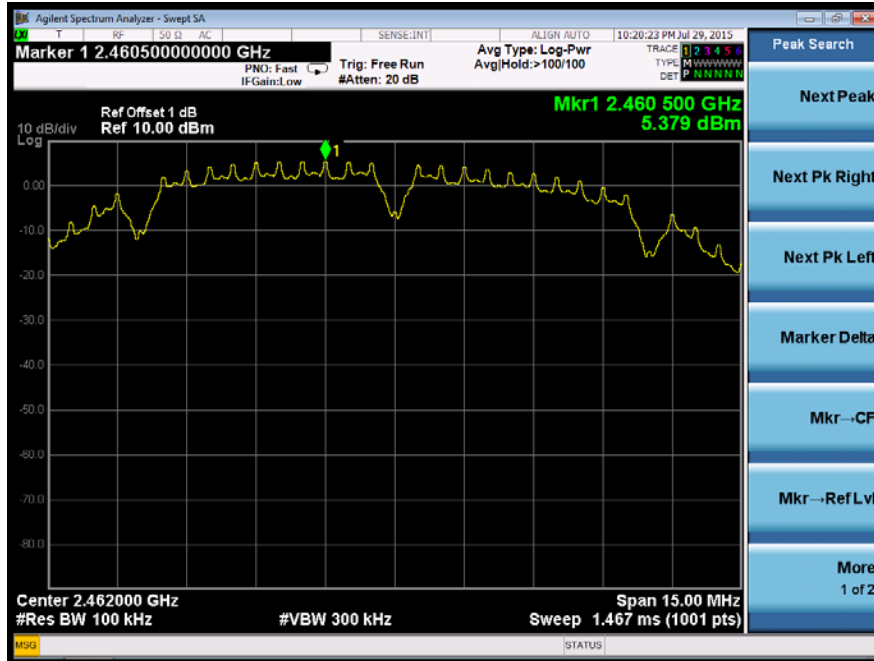 Agilent Spectrum Analyzer - Swept SA
T RF 50 Ω AC SENSE:INT ALIGN AUTO 10:20:23 PM Jul 29, 2015
Marker 1 2.460500000000 GHz
PNO: Fast
IFGain:Low
Trig: Free Run
#Atten: 20 dB
Avg Type: Log-Pwr
Avg|Hold:>100/100
TRACE 1 2 3 4 5 6
TYPE M WWWWW
DET P N N N N N
Mkr1 2.460 500 GHz
5.379 dBm
Ref Offset 1 dB
10 dB/div Ref 10.00 dBm
Log
1
0.00
-10.0
-20.0
-30.0
-40.0
-50.0
-60.0
-70.0
-80.0
Center 2.462000 GHz Span 15.00 MHz
#Res BW 100 kHz #VBW 300 kHz Sweep 1.467 ms (1001 pts)
MSG STATUS
Peak Search
Next Peak
Next Pk Right
Next Pk Left
Marker Delta
Mkr→CF
Mkr→Ref Lvl
More
1 of 2